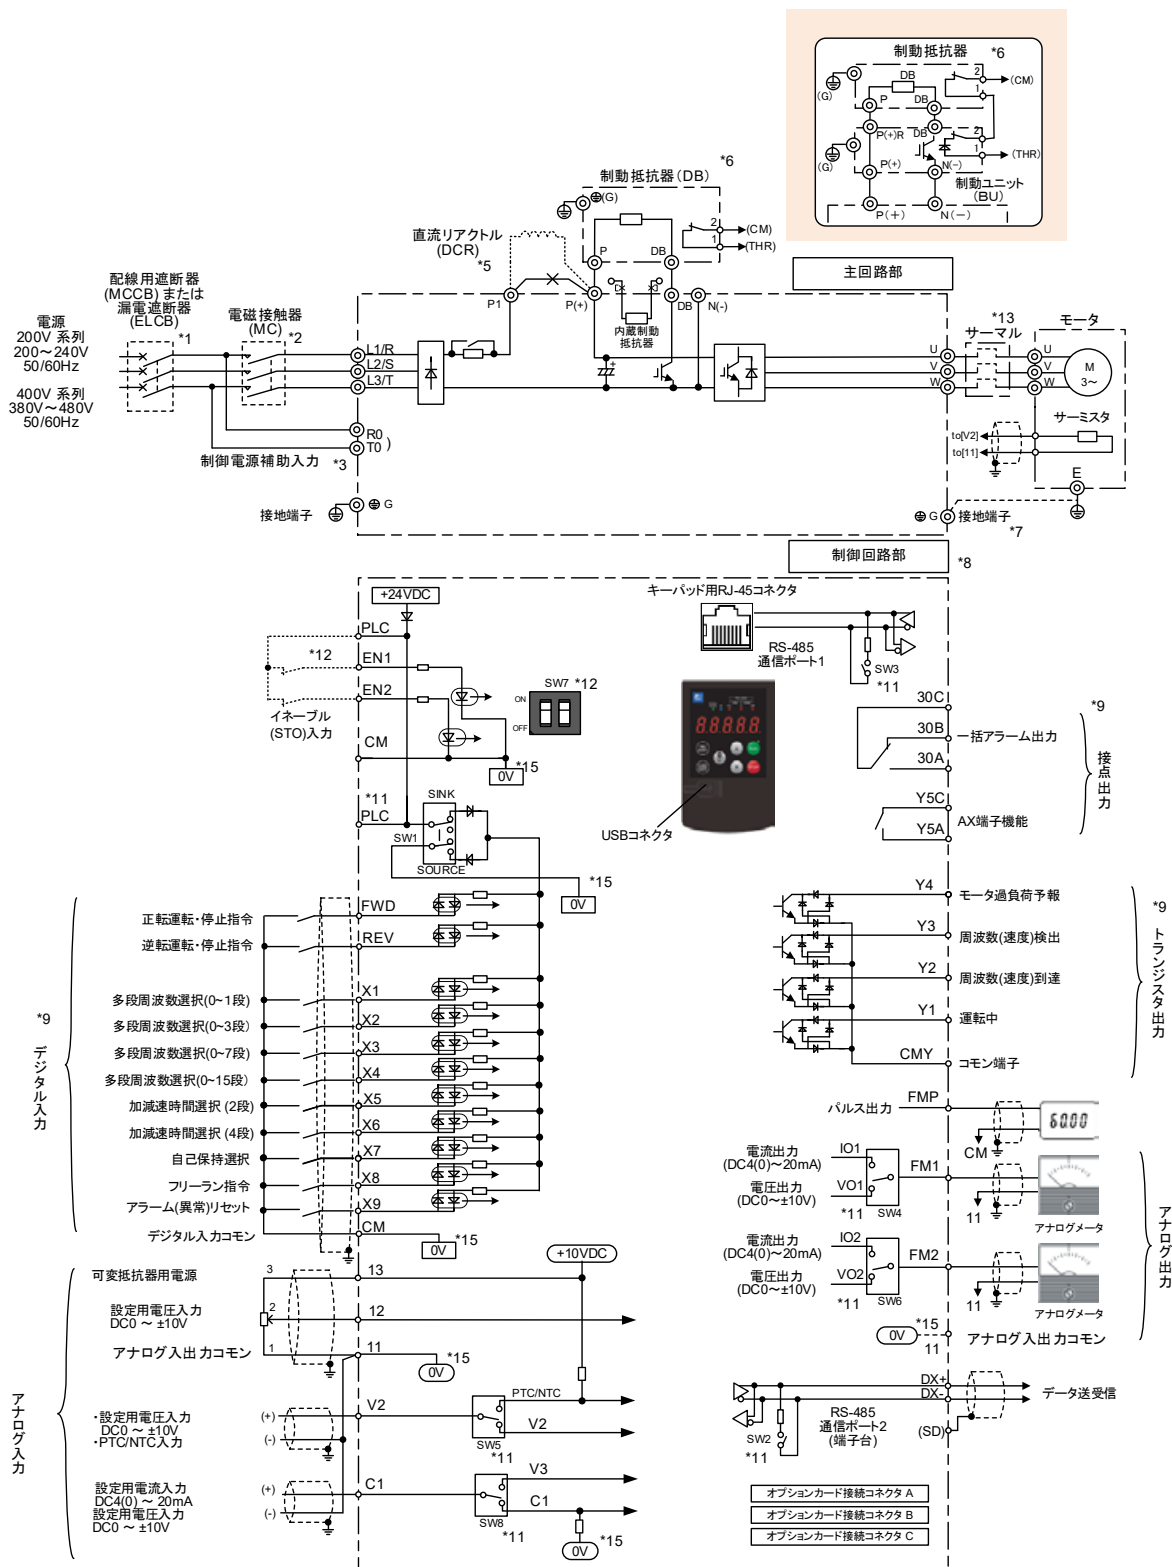 制動抵抗器 *6
DB
2
(CM)
1
(G)
P
DB
P(+)R
DB
2
1
(THR)
(G)
P(+)
N(-)
制動ユニット
(BU)
P(+)
N(-)
制動抵抗器(DB)
*6
(G)
2
(CM)
1
(THR)
P
DB
直流リアクトル
(DCR)
*5
P1
P(+)
DB
N(-)
内蔵制動
抵抗器
主回路部
配線用遮断器
(MCCB) または
漏電遮断器
(ELCB)
*1
電磁接触器
(MC)
*2
電源
200V 系列
200~240V
50/60Hz
400V 系列
380V~480V
50/60Hz
L1/R
L2/S
L3/T
R0
T0 )
制御電源補助入力 *3
接地端子
G
*13
サーマル
モータ
U
V
W
U
V
W
M
3~
サーミスタ
to[V2]
to[11]
E
G
接地端子
*7
制御回路部
*8
+24VDC
PLC
*12
EN1
EN2
イネーブル
(STO)入力
CM
SW7 *12
ON
OFF
0V
*15
キーパッド用RJ-45コネクタ
RS-485
通信ポート1
SW3
*11
USBコネクタ
30C
30B
30A
一括アラーム出力
*9
接点出力
Y5C
Y5A
AX端子機能
*11
PLC
SINK
SW1
SOURCE
0V
*15
*9
デジタル入力
正転運転・停止指令
FWD
逆転運転・停止指令
REV
多段周波数選択(0~1段)
X1
多段周波数選択(0~3段)
X2
多段周波数選択(0~7段)
X3
多段周波数選択(0~15段)
X4
加減速時間選択 (2段)
X5
加減速時間選択 (4段)
X6
自己保持選択
X7
フリーラン指令
X8
アラーム(異常)リセット
X9
デジタル入力コモン
CM
0V
*15
Y4
モータ過負荷予報
Y3
周波数(速度)検出
Y2
周波数(速度)到達
Y1
運転中
CMY
コモン端子
*9
トランジスタ出力
パルス出力
FMP
60.00
CM
電流出力
(DC4(0)~20mA)
電圧出力
(DC0~±10V)
IO1
VO1
*11
SW4
FM1
11
アナログメータ
電流出力
(DC4(0)~20mA)
電圧出力
(DC0~±10V)
IO2
VO2
*11
SW6
FM2
11
アナログメータ
アナログ出力
0V
*15
11
アナログ入出力コモン
+10VDC
アナログ入力
可変抵抗器用電源
3
13
設定用電圧入力
DC0 ~ ±10V
2
12
アナログ入出力コモン
1
11
0V
*15
・設定用電圧入力
DC0 ~ ±10V
・PTC/NTC入力
(+)
(-)
V2
PTC/NTC
V2
SW5
*11
設定用電流入力
DC4(0) ~ 20mA
設定用電圧入力
DC0 ~ ±10V
(+)
(-)
C1
V3
C1
SW8
*11
0V
*15
DX+
DX-
データ送受信
RS-485
通信ポート2
(端子台)
(SD)
SW2
*11
オプションカード接続コネクタ A
オプションカード接続コネクタ B
オプションカード接続コネクタ C